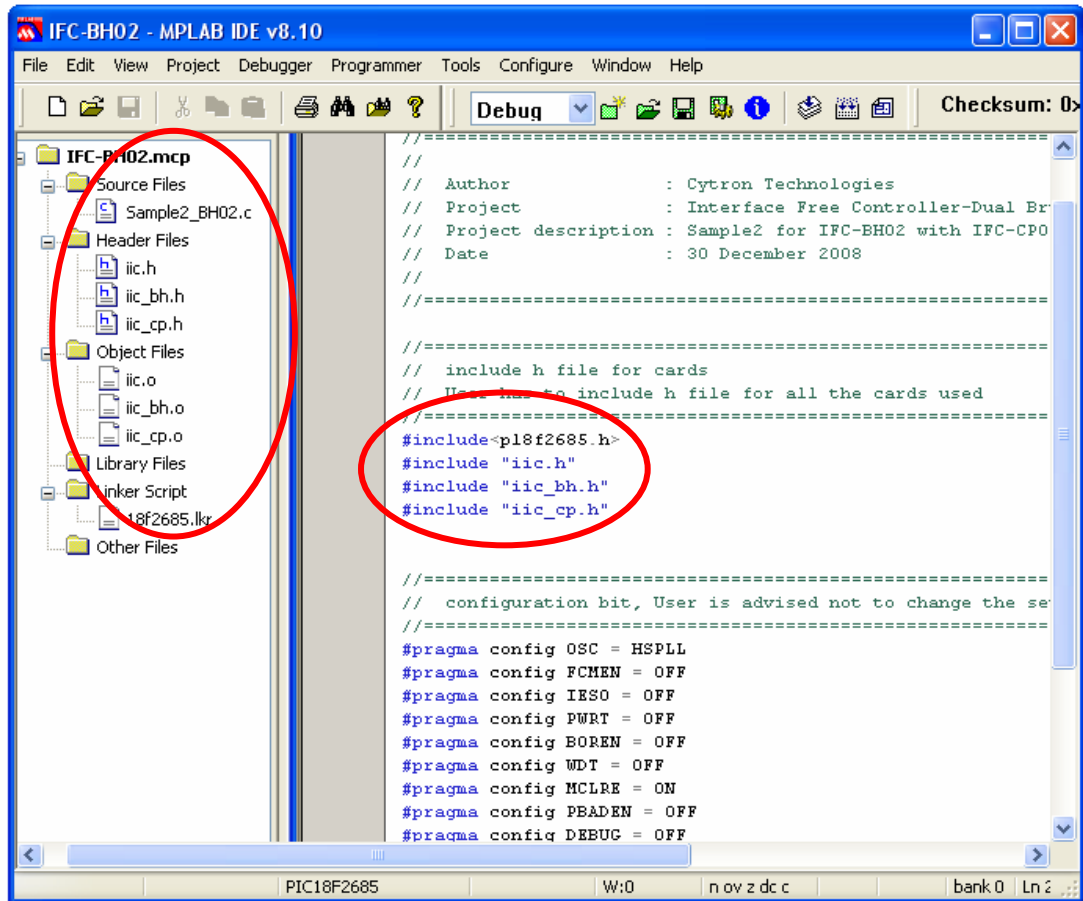 IFC-BH02 - MPLAB IDE v8.10
File Edit View Project Debugger Programmer Tools Configure Window Help
Debug Checksum: 0x
IFC-BH02.mcp
Source Files
Sample2_BH02.c
Header Files
iic.h
iic_bh.h
iic_cp.h
Object Files
iic.o
iic_bh.o
iic_cp.o
Library Files
Linker Script
18f2685.lkr
Other Files
//==========================================================
//
// Author : Cytron Technologies
// Project : Interface Free Controller-Dual Br
// Project description : Sample2 for IFC-BH02 with IFC-CP0
// Date : 30 December 2008
//
//==========================================================
//==========================================================
// include h file for cards
// User has to include h file for all the cards used
//==========================================================
#include<p18f2685.h>
#include "iic.h"
#include "iic_bh.h"
#include "iic_cp.h"
//==========================================================
// configuration bit, User is advised not to change the se
//==========================================================
#pragma config OSC = HSPLL
#pragma config FCMEN = OFF
#pragma config IESO = OFF
#pragma config PWRT = OFF
#pragma config BOREN = OFF
#pragma config WDT = OFF
#pragma config MCLRE = ON
#pragma config PBADEN = OFF
#pragma config DEBUG = OFF
PIC18F2685 W:0 n ov z dc c bank 0 Ln